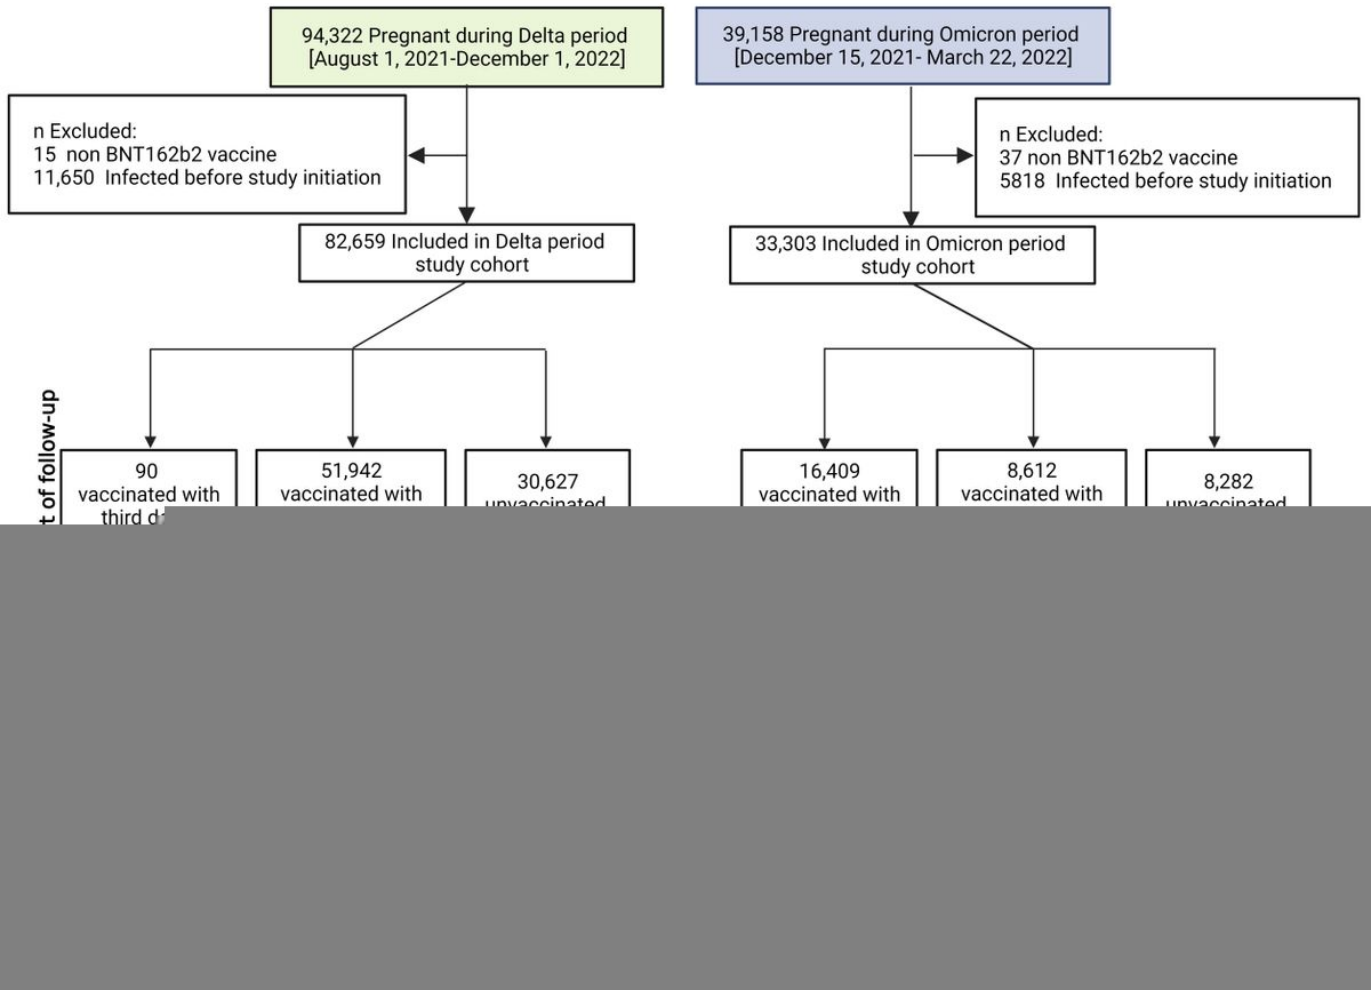 94,322 Pregnant during Delta period
[August 1, 2021-December 1, 2022]
39,158 Pregnant during Omicron period
[December 15, 2021- March 22, 2022]
n Excluded:
15 non BNT162b2 vaccine
11,650 Infected before study initiation
n Excluded:
37 non BNT162b2 vaccine
5818 Infected before study initiation
82,659 Included in Delta period
study cohort
33,303 Included in Omicron period
study cohort
of follow-up
90
vaccinated with
third
51,942
vaccinated with
30,627
unvaccinated
16,409
vaccinated with
8,612
vaccinated with
8,282
unvaccinated